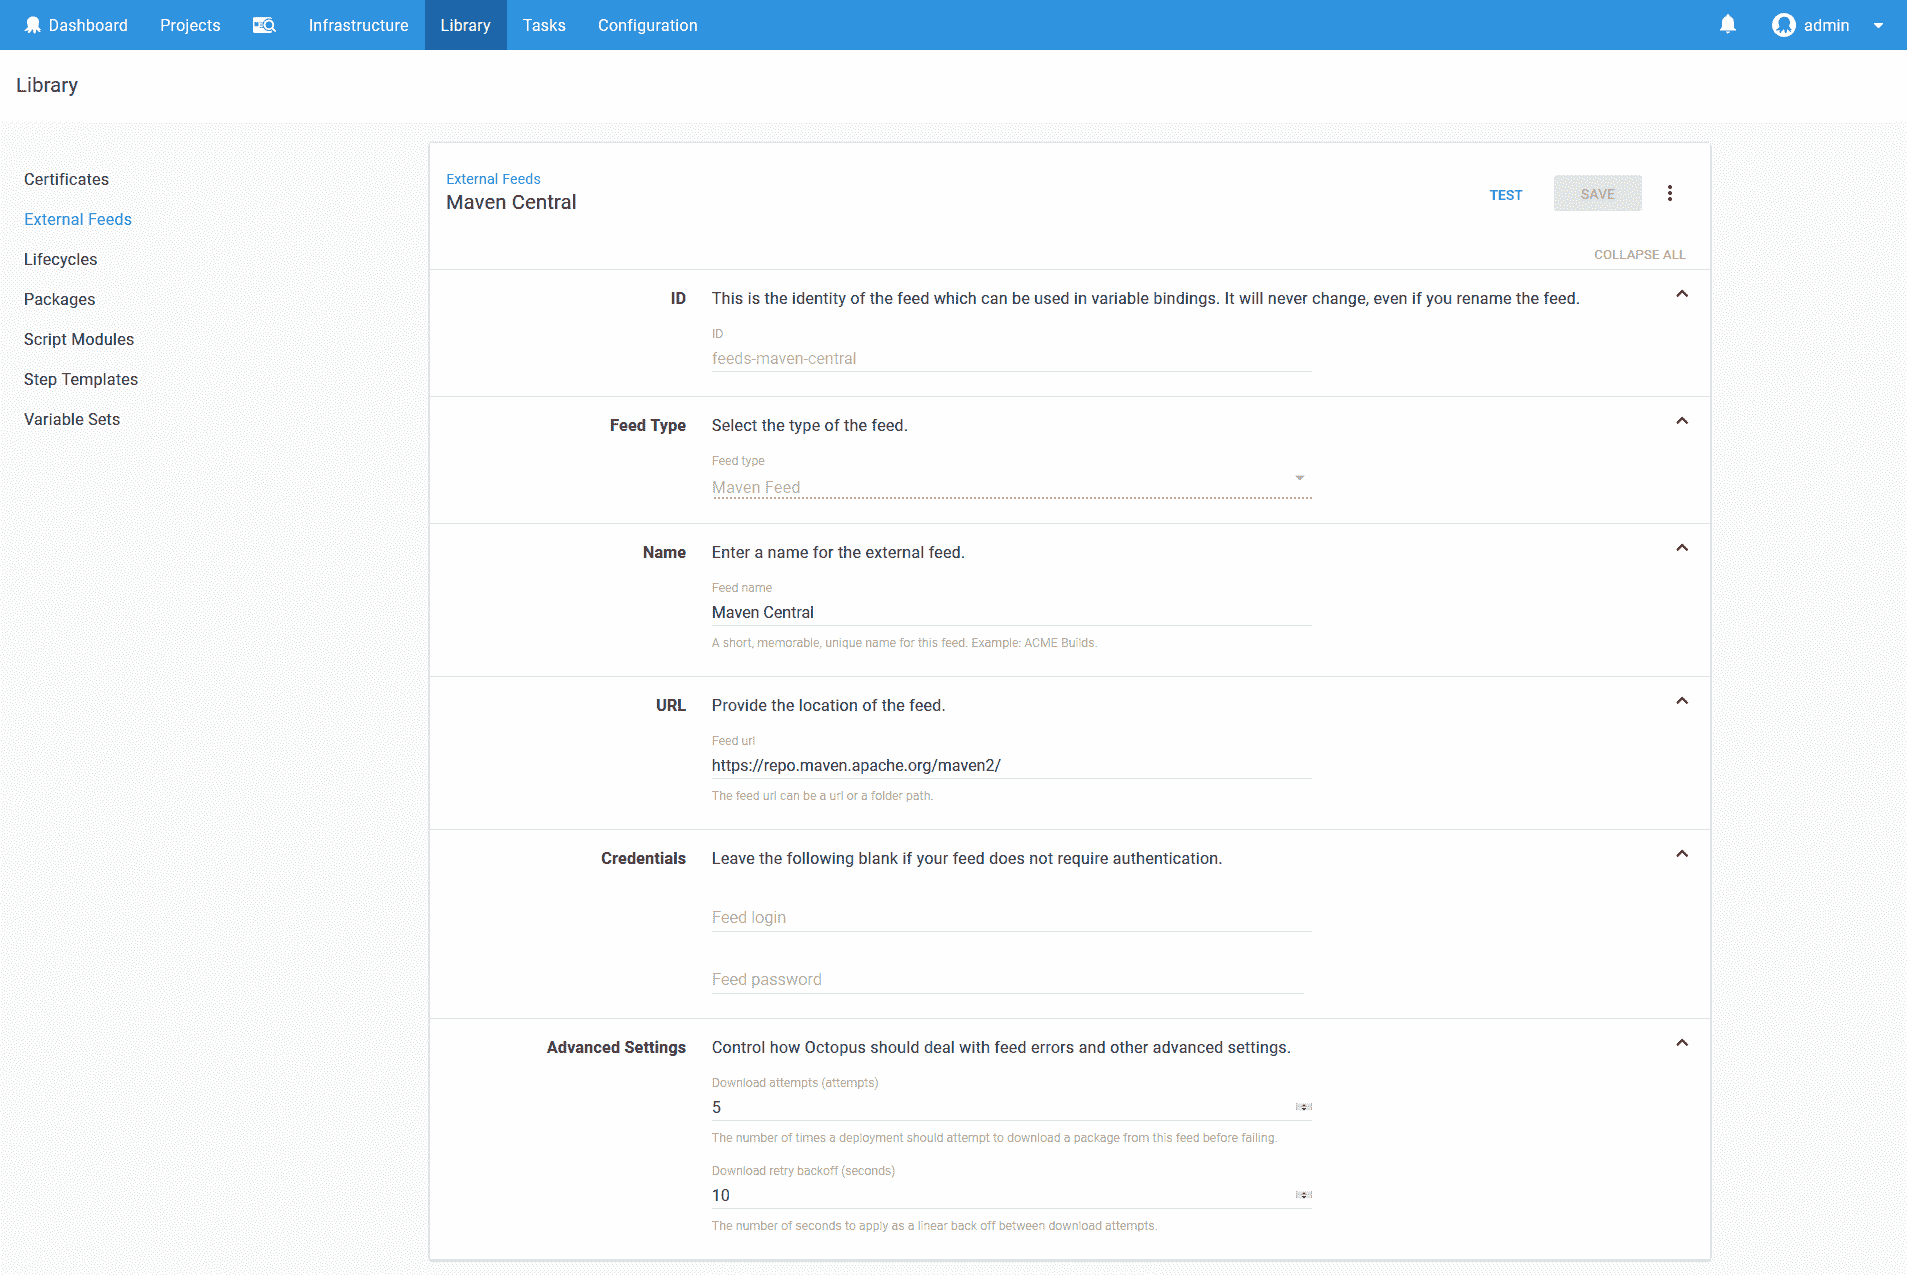 Dashboard Projects Infrastructure Library Tasks Configuration admin
Library
Certificates
External Feeds
Lifecycles
Packages
Script Modules
Step Templates
Variable Sets
External Feeds
Maven Central
TEST SAVE
COLLAPSE ALL
ID This is the identity of the feed which can be used in variable bindings. It will never change, even if you rename the feed.
ID
feeds-maven-central
Feed Type Select the type of the feed.
Feed type
Maven Feed
Name Enter a name for the external feed.
Feed name
Maven Central
A short, memorable, unique name for this feed. Example: ACME Builds.
URL Provide the location of the feed.
Feed url
https://repo.maven.apache.org/maven2/
The feed url can be a url or a folder path.
Credentials Leave the following blank if your feed does not require authentication.
Feed login
Feed password
Advanced Settings Control how Octopus should deal with feed errors and other advanced settings.
Download attempts (attempts)
5
The number of times a deployment should attempt to download a package from this feed before failing.
Download retry backoff (seconds)
10
The number of seconds to apply as a linear back off between download attempts.